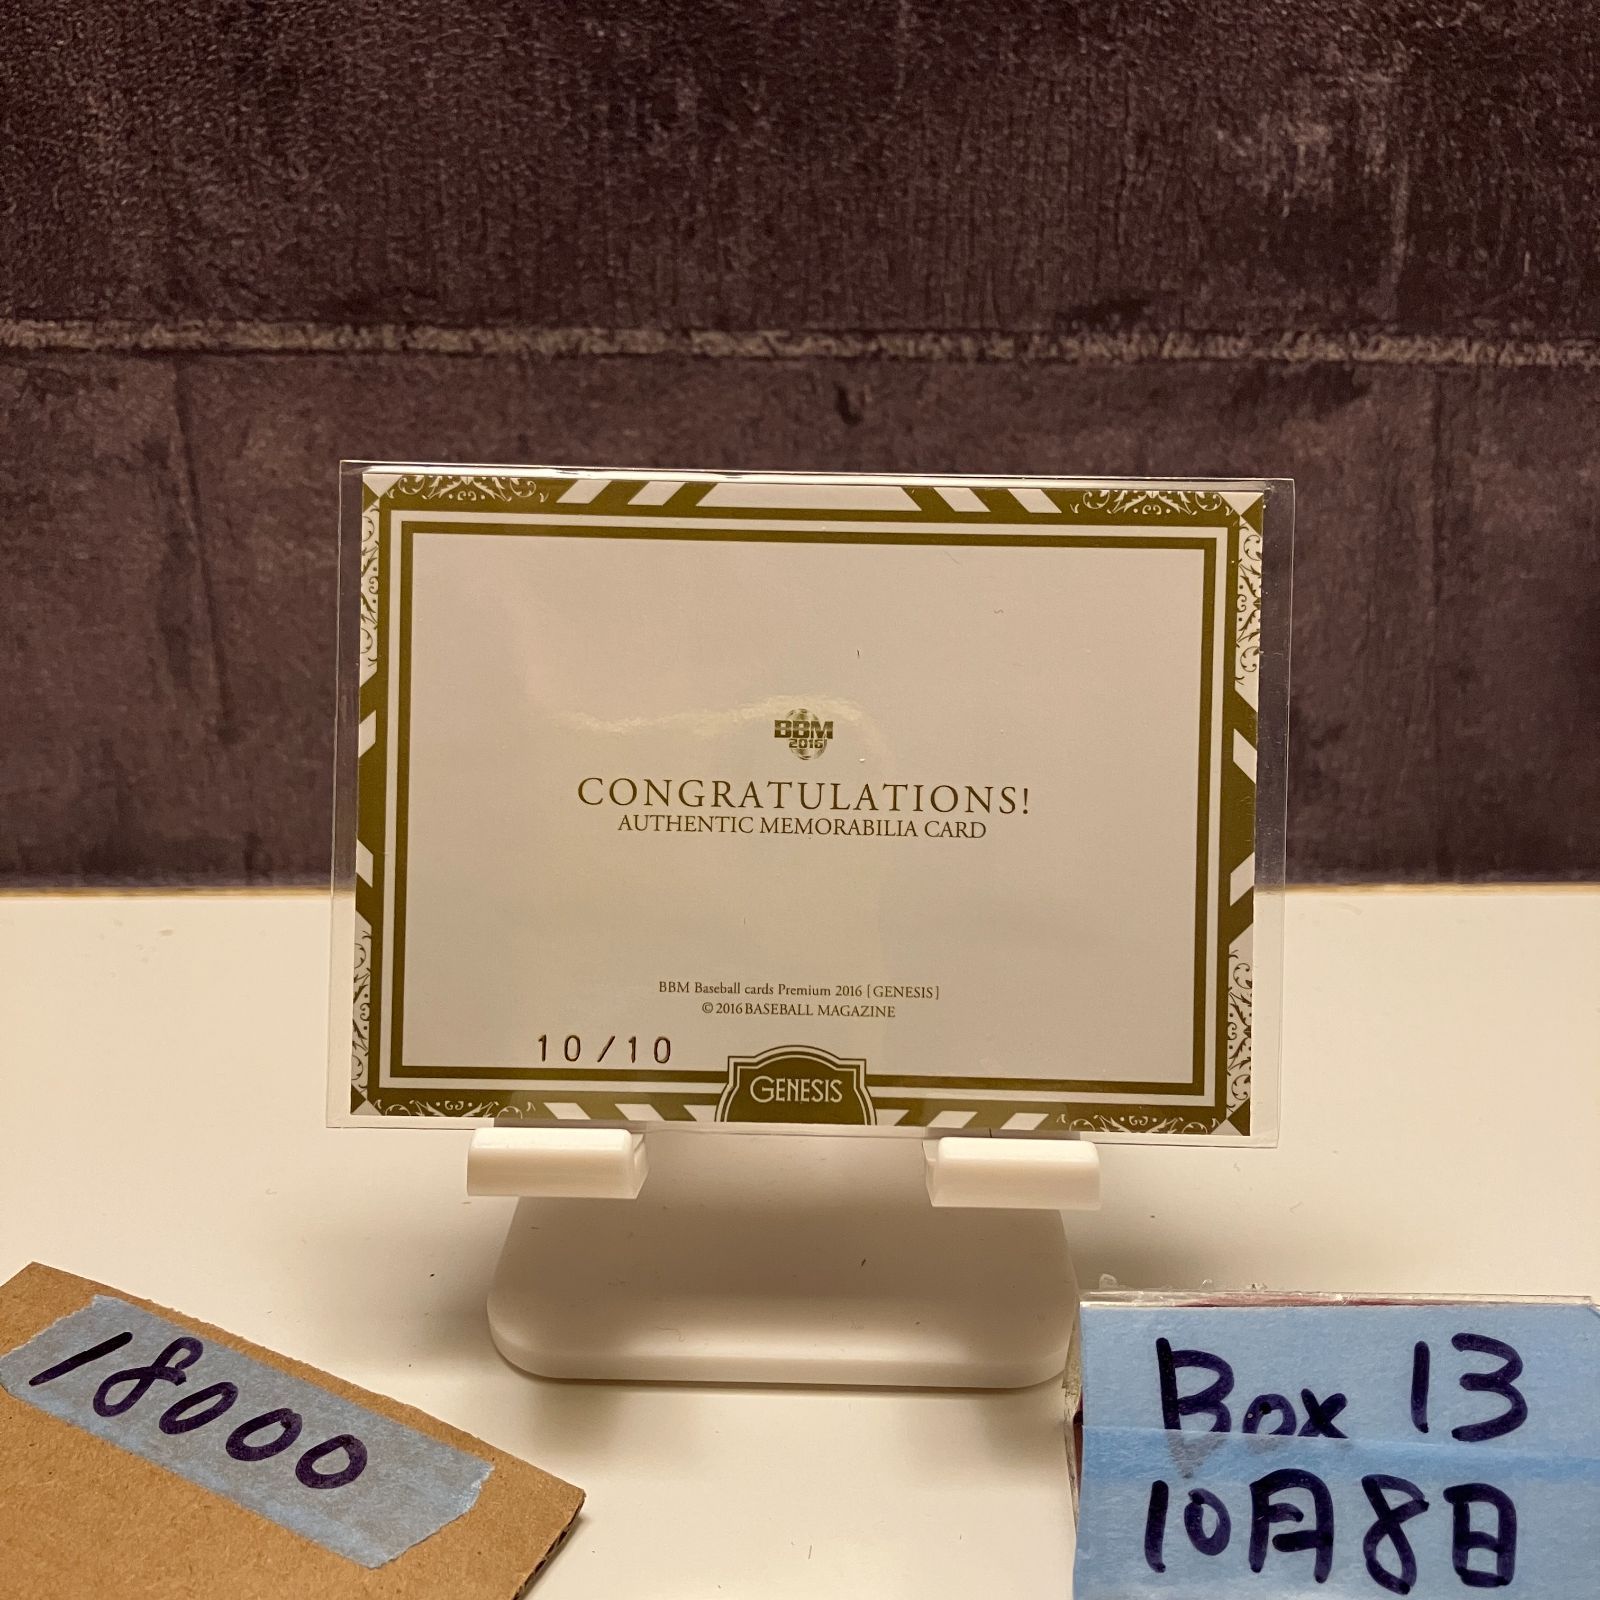 BBM
2016
CONGRATULATIONS!
AUTHENTIC MEMORABILIA CARD
BBM Baseball cards Premium 2016 [GENESIS]
© 2016 BASEBALL MAGAZINE
10/10
GENESIS
18000
Box 13
10月8日